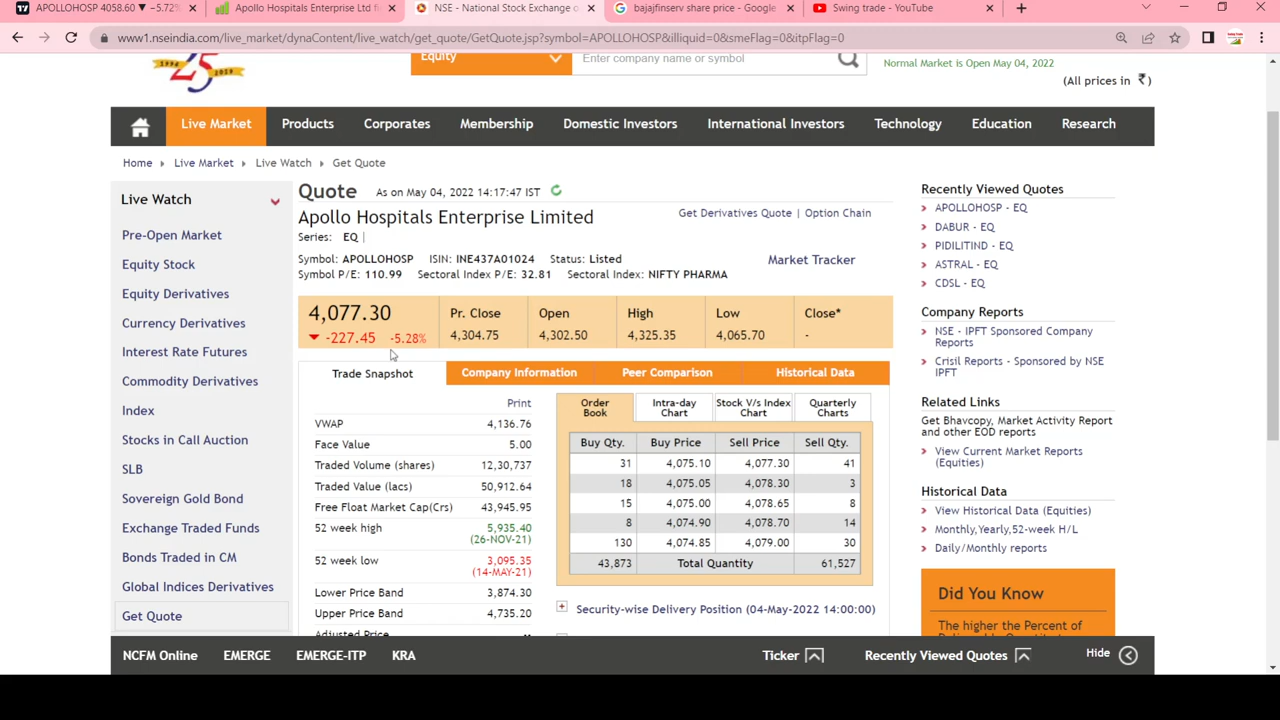 APOLLOHOSP 4058.60 ▼ −5.72%
Apollo Hospitals Enterprise Ltd f
NSE - National Stock Exchange o
bajajfinserv share price - Google
Swing trade - YouTube
www1.nseindia.com/live_market/dynaContent/live_watch/get_quote/GetQuote.jsp?symbol=APOLLOHOSP&illiquid=0&smeFlag=0&itpFlag=0
Equity
Enter company name or symbol
Normal Market is Open May 04, 2022
(All prices in ₹)
Live Market Products Corporates Membership Domestic Investors International Investors Technology Education Research
Home Live Market Live Watch Get Quote
Live Watch
Pre-Open Market
Equity Stock
Equity Derivatives
Currency Derivatives
Interest Rate Futures
Commodity Derivatives
Index
Stocks in Call Auction
SLB
Sovereign Gold Bond
Exchange Traded Funds
Bonds Traded in CM
Global Indices Derivatives
Get Quote
Quote As on May 04, 2022 14:17:47 IST
Apollo Hospitals Enterprise Limited
Get Derivatives Quote | Option Chain
Series: EQ |
Symbol: APOLLOHOSP ISIN: INE437A01024 Status: Listed
Market Tracker
Symbol P/E: 110.99 Sectoral Index P/E: 32.81 Sectoral Index: NIFTY PHARMA
4,077.30 Pr. Close Open High Low Close*
-227.45 -5.28% 4,304.75 4,302.50 4,325.35 4,065.70 -
Trade Snapshot Company Information Peer Comparison Historical Data
Print
VWAP 4,136.76
Face Value 5.00
Traded Volume (shares) 12,30,737
Traded Value (lacs) 50,912.64
Free Float Market Cap(Crs) 43,945.95
52 week high 5,935.40
(26-NOV-21)
52 week low 3,095.35
(14-MAY-21)
Lower Price Band 3,874.30
Upper Price Band 4,735.20
Adjusted Price
Order Book
Intra-day Chart
Stock V/s Index Chart
Quarterly Charts
Buy Qty. Buy Price Sell Price Sell Qty.
31 4,075.10 4,077.30 41
18 4,075.05 4,078.30 3
15 4,075.00 4,078.65 8
8 4,074.90 4,078.70 14
130 4,074.85 4,079.00 30
43,873 Total Quantity 61,527
Security-wise Delivery Position (04-May-2022 14:00:00)
Recently Viewed Quotes
APOLLOHOSP - EQ
DABUR - EQ
PIDILITIND - EQ
ASTRAL - EQ
CDSL - EQ
Company Reports
NSE - IPFT Sponsored Company
Reports
Crisil Reports - Sponsored by NSE
IPFT
Related Links
Get Bhavcopy, Market Activity Report
and other EOD reports
View Current Market Reports
(Equities)
Historical Data
View Historical Data (Equities)
Monthly,Yearly,52-week H/L
Daily/Monthly reports
Did You Know
The higher the Percent of
NCFM Online EMERGE EMERGE-ITP KRA
Ticker Recently Viewed Quotes Hide